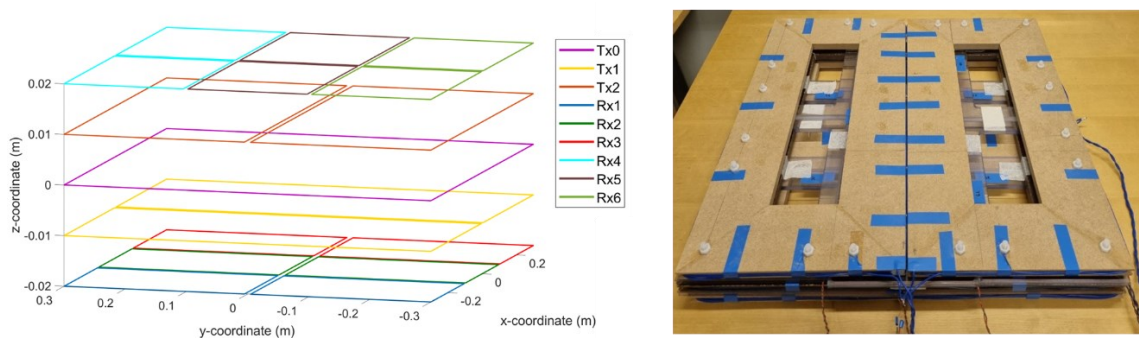 0.02
0.01
0
-0.01
-0.02
z-coordinate (m)
0.3
0.2
0.1
0
-0.1
-0.2
-0.3
y-coordinate (m)
-0.2
0
0.2
x-coordinate (m)
Tx0
Tx1
Tx2
Rx1
Rx2
Rx3
Rx4
Rx5
Rx6